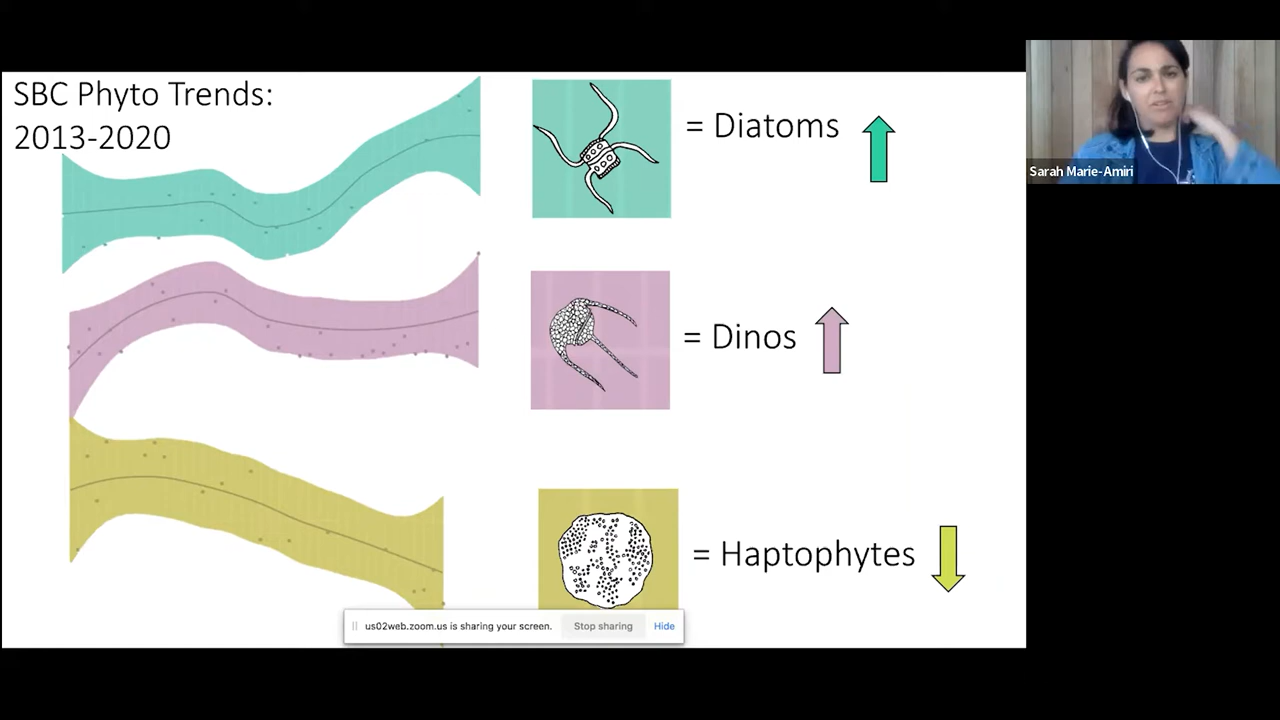 SBC Phyto Trends:
2013-2020
= Diatoms
= Dinos
= Haptophytes
us02web.zoom.us is sharing your screen. Stop sharing Hide
Sarah Marie-Amiri